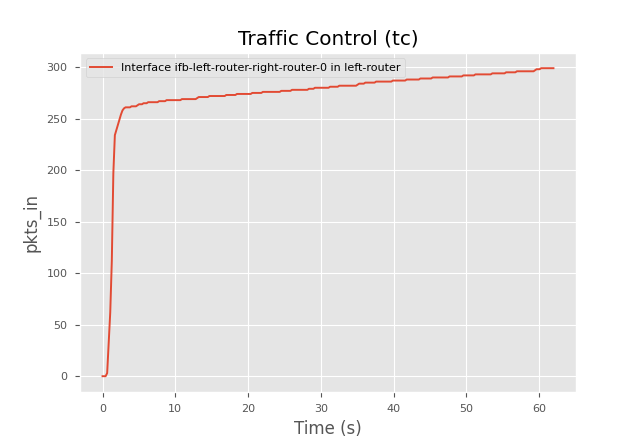 Traffic Control (tc)
Interface ifb-left-router-right-router-0 in left-router
300
250
200
150
100
50
0
pkts_in
0 10 20 30 40 50 60
Time (s)